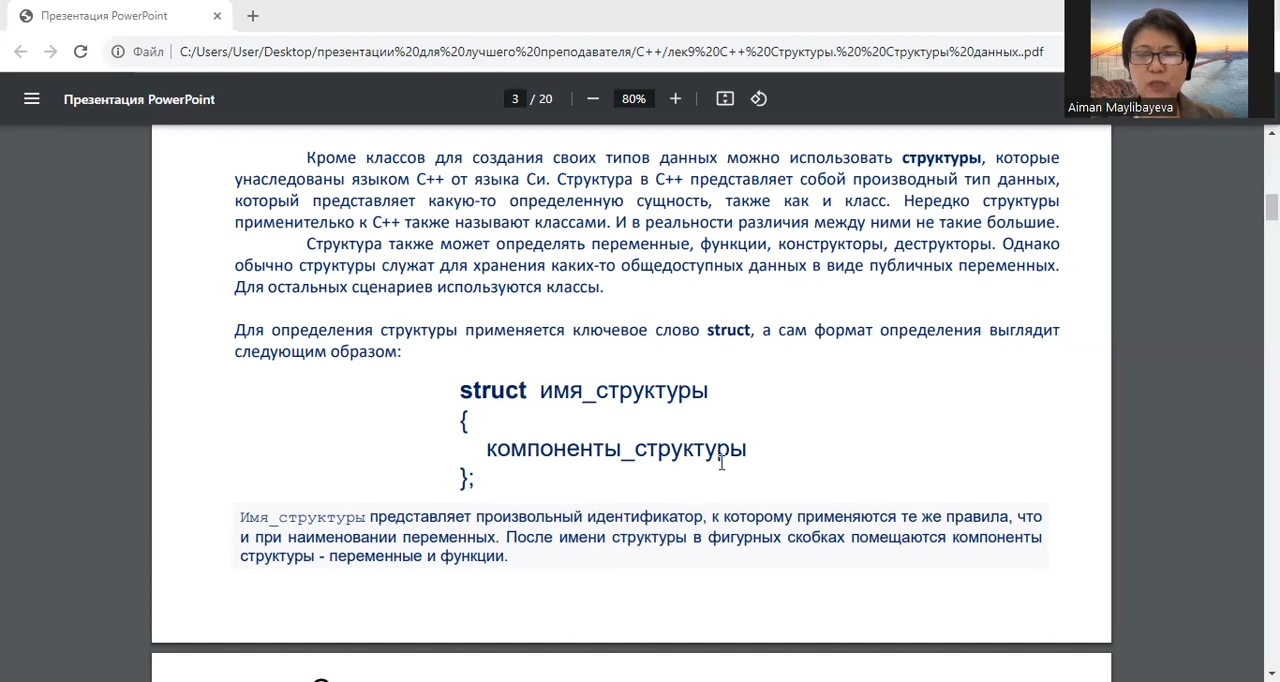 Презентация PowerPoint
Файл C:/Users/User/Desktop/презентации%20для%20лучшего%20преподавателя/C++/лек9%20C++%20Структуры.%20%20Структуры%20данных..pdf
Презентация PowerPoint 3 / 20 80%
Aiman Maylibayeva
Кроме классов для создания своих типов данных можно использовать структуры, которые
унаследованы языком C++ от языка Си. Структура в C++ представляет собой производный тип данных,
который представляет какую-то определенную сущность, также как и класс. Нередко структуры
применительно к C++ также называют классами. И в реальности различия между ними не такие большие.
Структура также может определять переменные, функции, конструкторы, деструкторы. Однако
обычно структуры служат для хранения каких-то общедоступных данных в виде публичных переменных.
Для остальных сценариев используются классы.
Для определения структуры применяется ключевое слово struct, а сам формат определения выглядит
следующим образом:
struct имя_структуры
{
компоненты_структуры
};
Имя_структуры представляет произвольный идентификатор, к которому применяются те же правила, что
и при наименовании переменных. После имени структуры в фигурных скобках помещаются компоненты
структуры - переменные и функции.